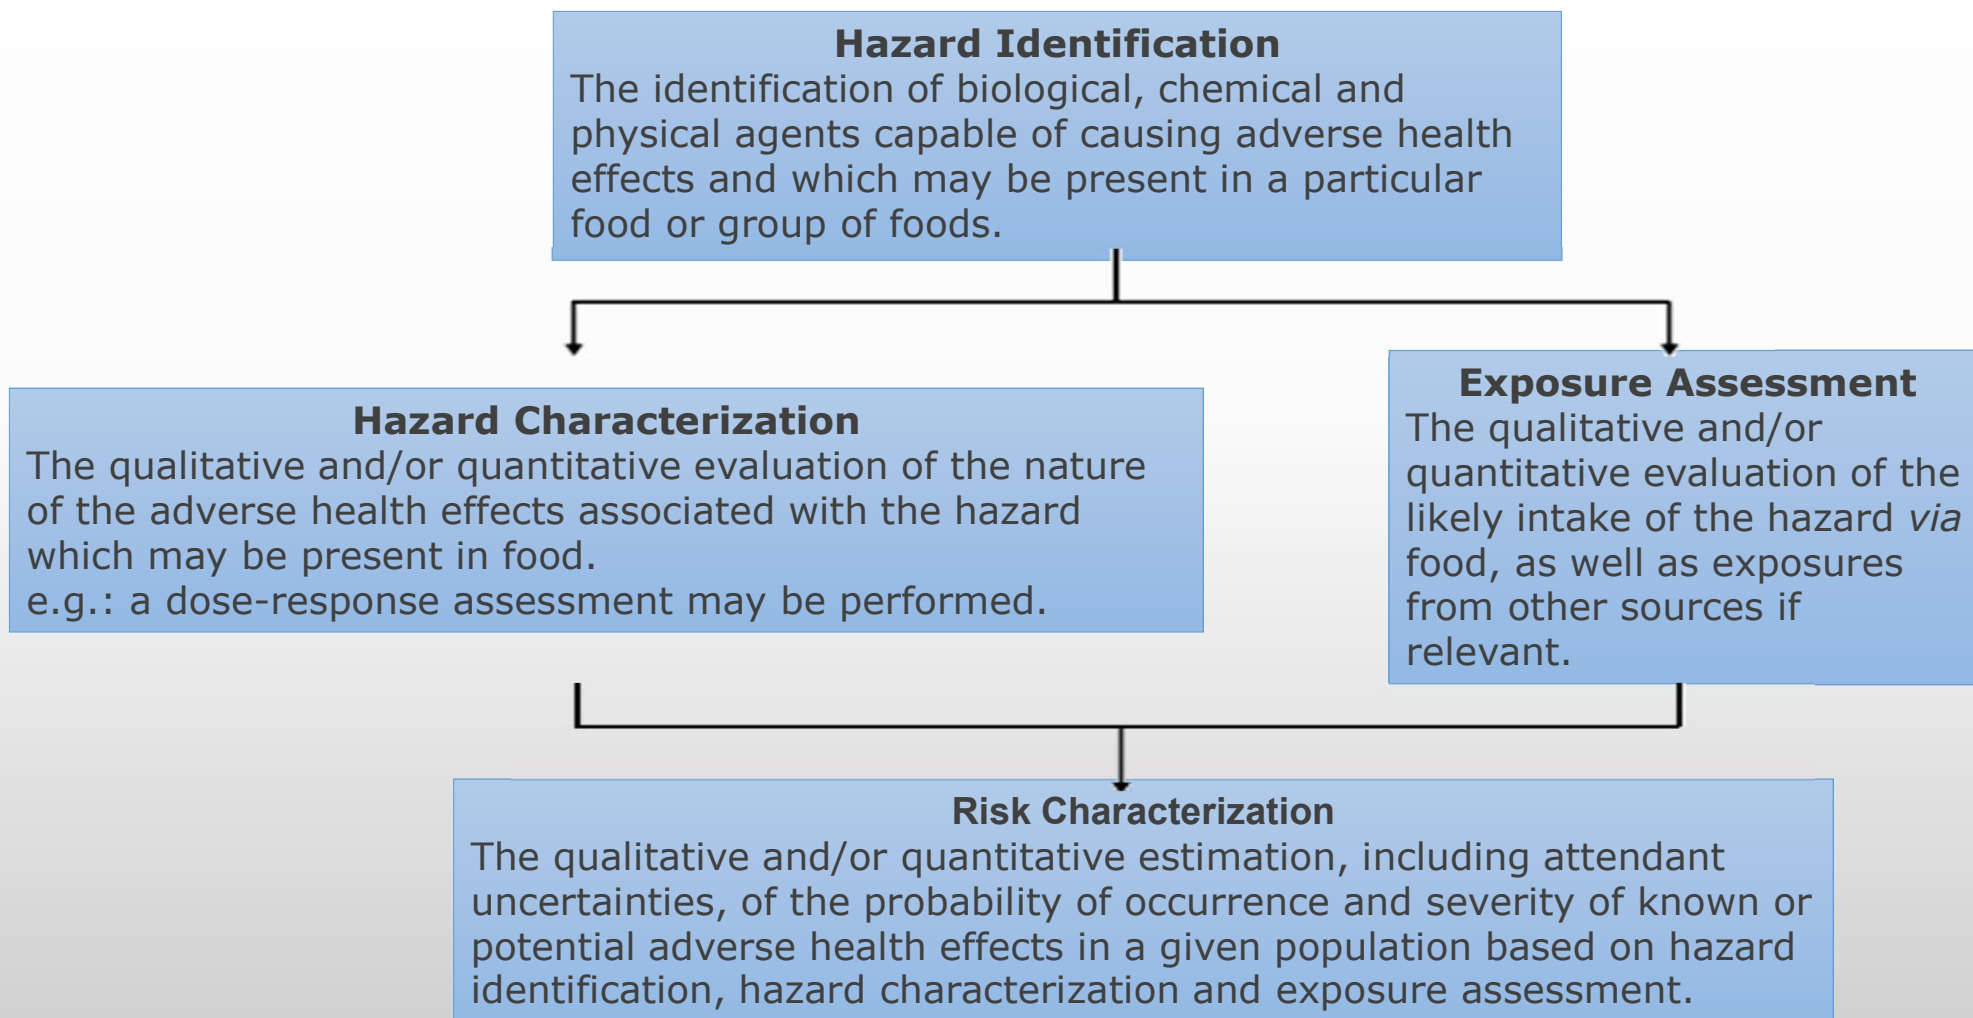 Hazard Identification
The identification of biological, chemical and
physical agents capable of causing adverse health
effects and which may be present in a particular
food or group of foods.
Hazard Characterization
The qualitative and/or quantitative evaluation of the nature
of the adverse health effects associated with the hazard
which may be present in food.
e.g.: a dose-response assessment may be performed.
Exposure Assessment
The qualitative and/or
quantitative evaluation of the
likely intake of the hazard via
food, as well as exposures
from other sources if
relevant.
Risk Characterization
The qualitative and/or quantitative estimation, including attendant
uncertainties, of the probability of occurrence and severity of known or
potential adverse health effects in a given population based on hazard
identification, hazard characterization and exposure assessment.